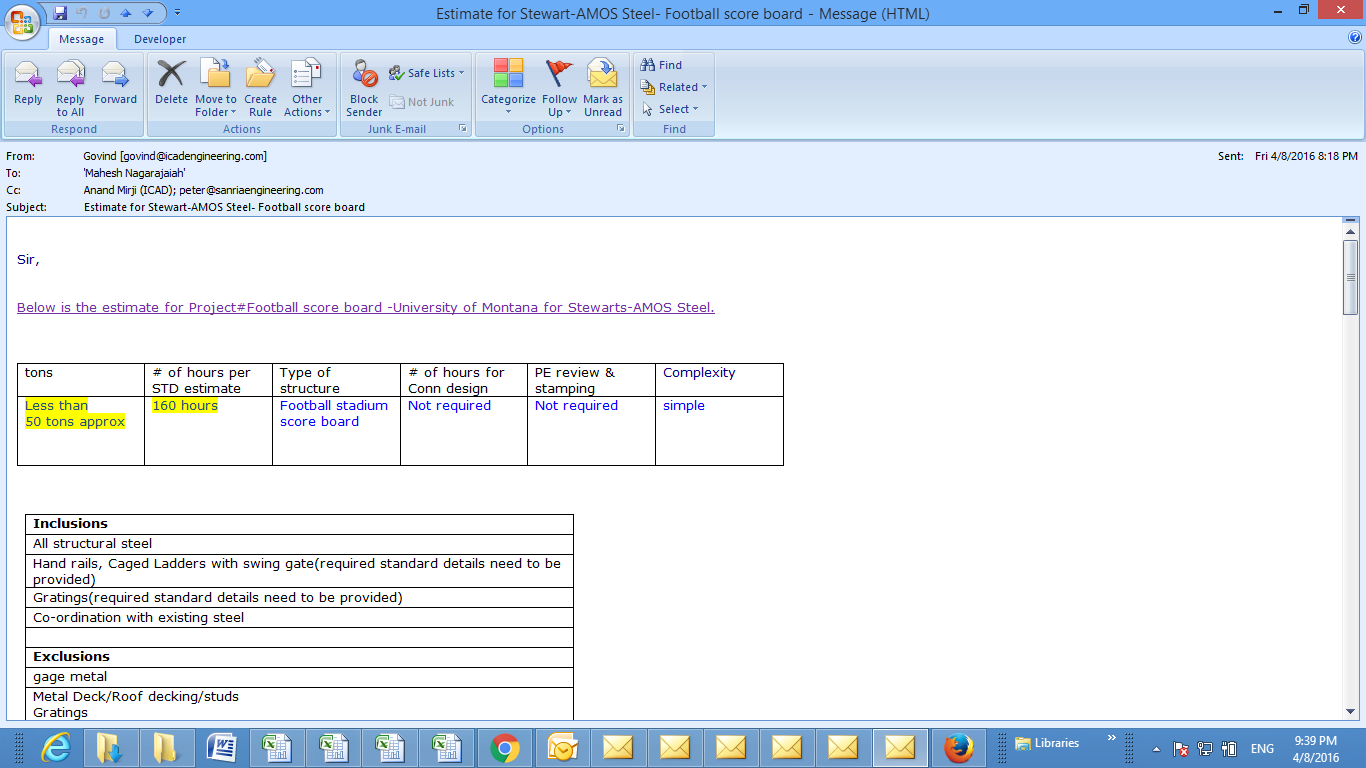 Estimate for Stewart-AMOS Steel- Football score board - Message (HTML)
Message Developer
Reply
Reply to All
Forward
Respond
Delete
Move to Folder
Create Rule
Other Actions
Actions
Block Sender
Safe Lists
Not Junk
Junk E-mail
Categorize
Follow Up
Mark as Unread
Options
Find
Related
Select
Find
From: Govind [govind@icadengineering.com]
Sent: Fri 4/8/2016 8:18 PM
To: 'Mahesh Nagarajaiah'
Cc: Anand Mirji (ICAD); peter@sanriaengineering.com
Subject: Estimate for Stewart-AMOS Steel- Football score board
Sir,
Below is the estimate for Project#Football score board -University of Montana for Stewarts-AMOS Steel.
tons
# of hours per
STD estimate
Type of
structure
# of hours for
Conn design
PE review &
stamping
Complexity
Less than
50 tons approx
160 hours
Football stadium
score board
Not required
Not required
simple
Inclusions
All structural steel
Hand rails, Caged Ladders with swing gate(required standard details need to be
provided)
Gratings(required standard details need to be provided)
Co-ordination with existing steel
Exclusions
gage metal
Metal Deck/Roof decking/studs
Gratings
Libraries
ENG
9:39 PM
4/8/2016